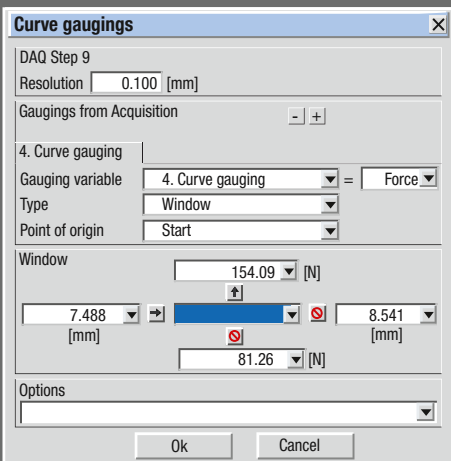 Curve gaugings
DAQ Step 9
Resolution 0.100 [mm]
Gaugings from Acquisition - +
4. Curve gauging
Gauging variable 4. Curve gauging = Force
Type Window
Point of origin Start
Window
154.09 [N]
7.488 8.541
[mm] [mm]
81.26 [N]
Options
Ok Cancel